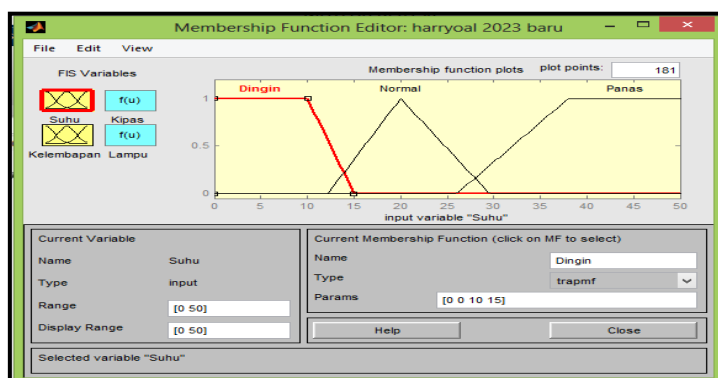 Membership Function Editor: harryoal 2023 baru
File Edit View
FIS Variables
Membership function plots plot points: 181
f(u)
Suhu Kipas
f(u)
Kelembapan Lampu
Dingin Normal Panas
1
0.5
0
0 5 10 15 20 25 30 35 40 45 50
input variable "Suhu"
Current Variable
Name Suhu
Type input
Range [0 50]
Display Range [0 50]
Current Membership Function (click on MF to select)
Name Dingin
Type trapmf
Params [0 0 10 15]
Help Close
Selected variable "Suhu"